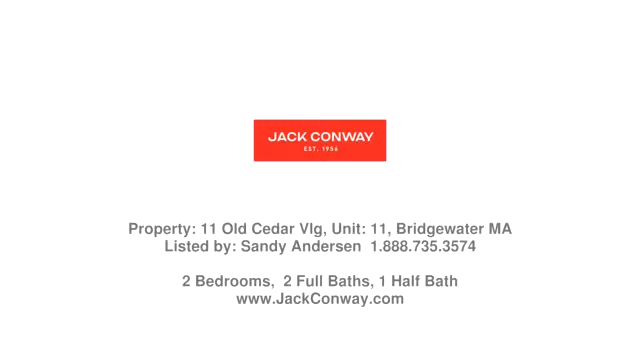 JACK CONWAY
EST. 1956
Property: 11 Old Cedar Vlg, Unit: 11, Bridgewater MA
Listed by: Sandy Andersen  1.888.735.3574
2 Bedrooms,  2 Full Baths, 1 Half Bath
www.JackConway.com